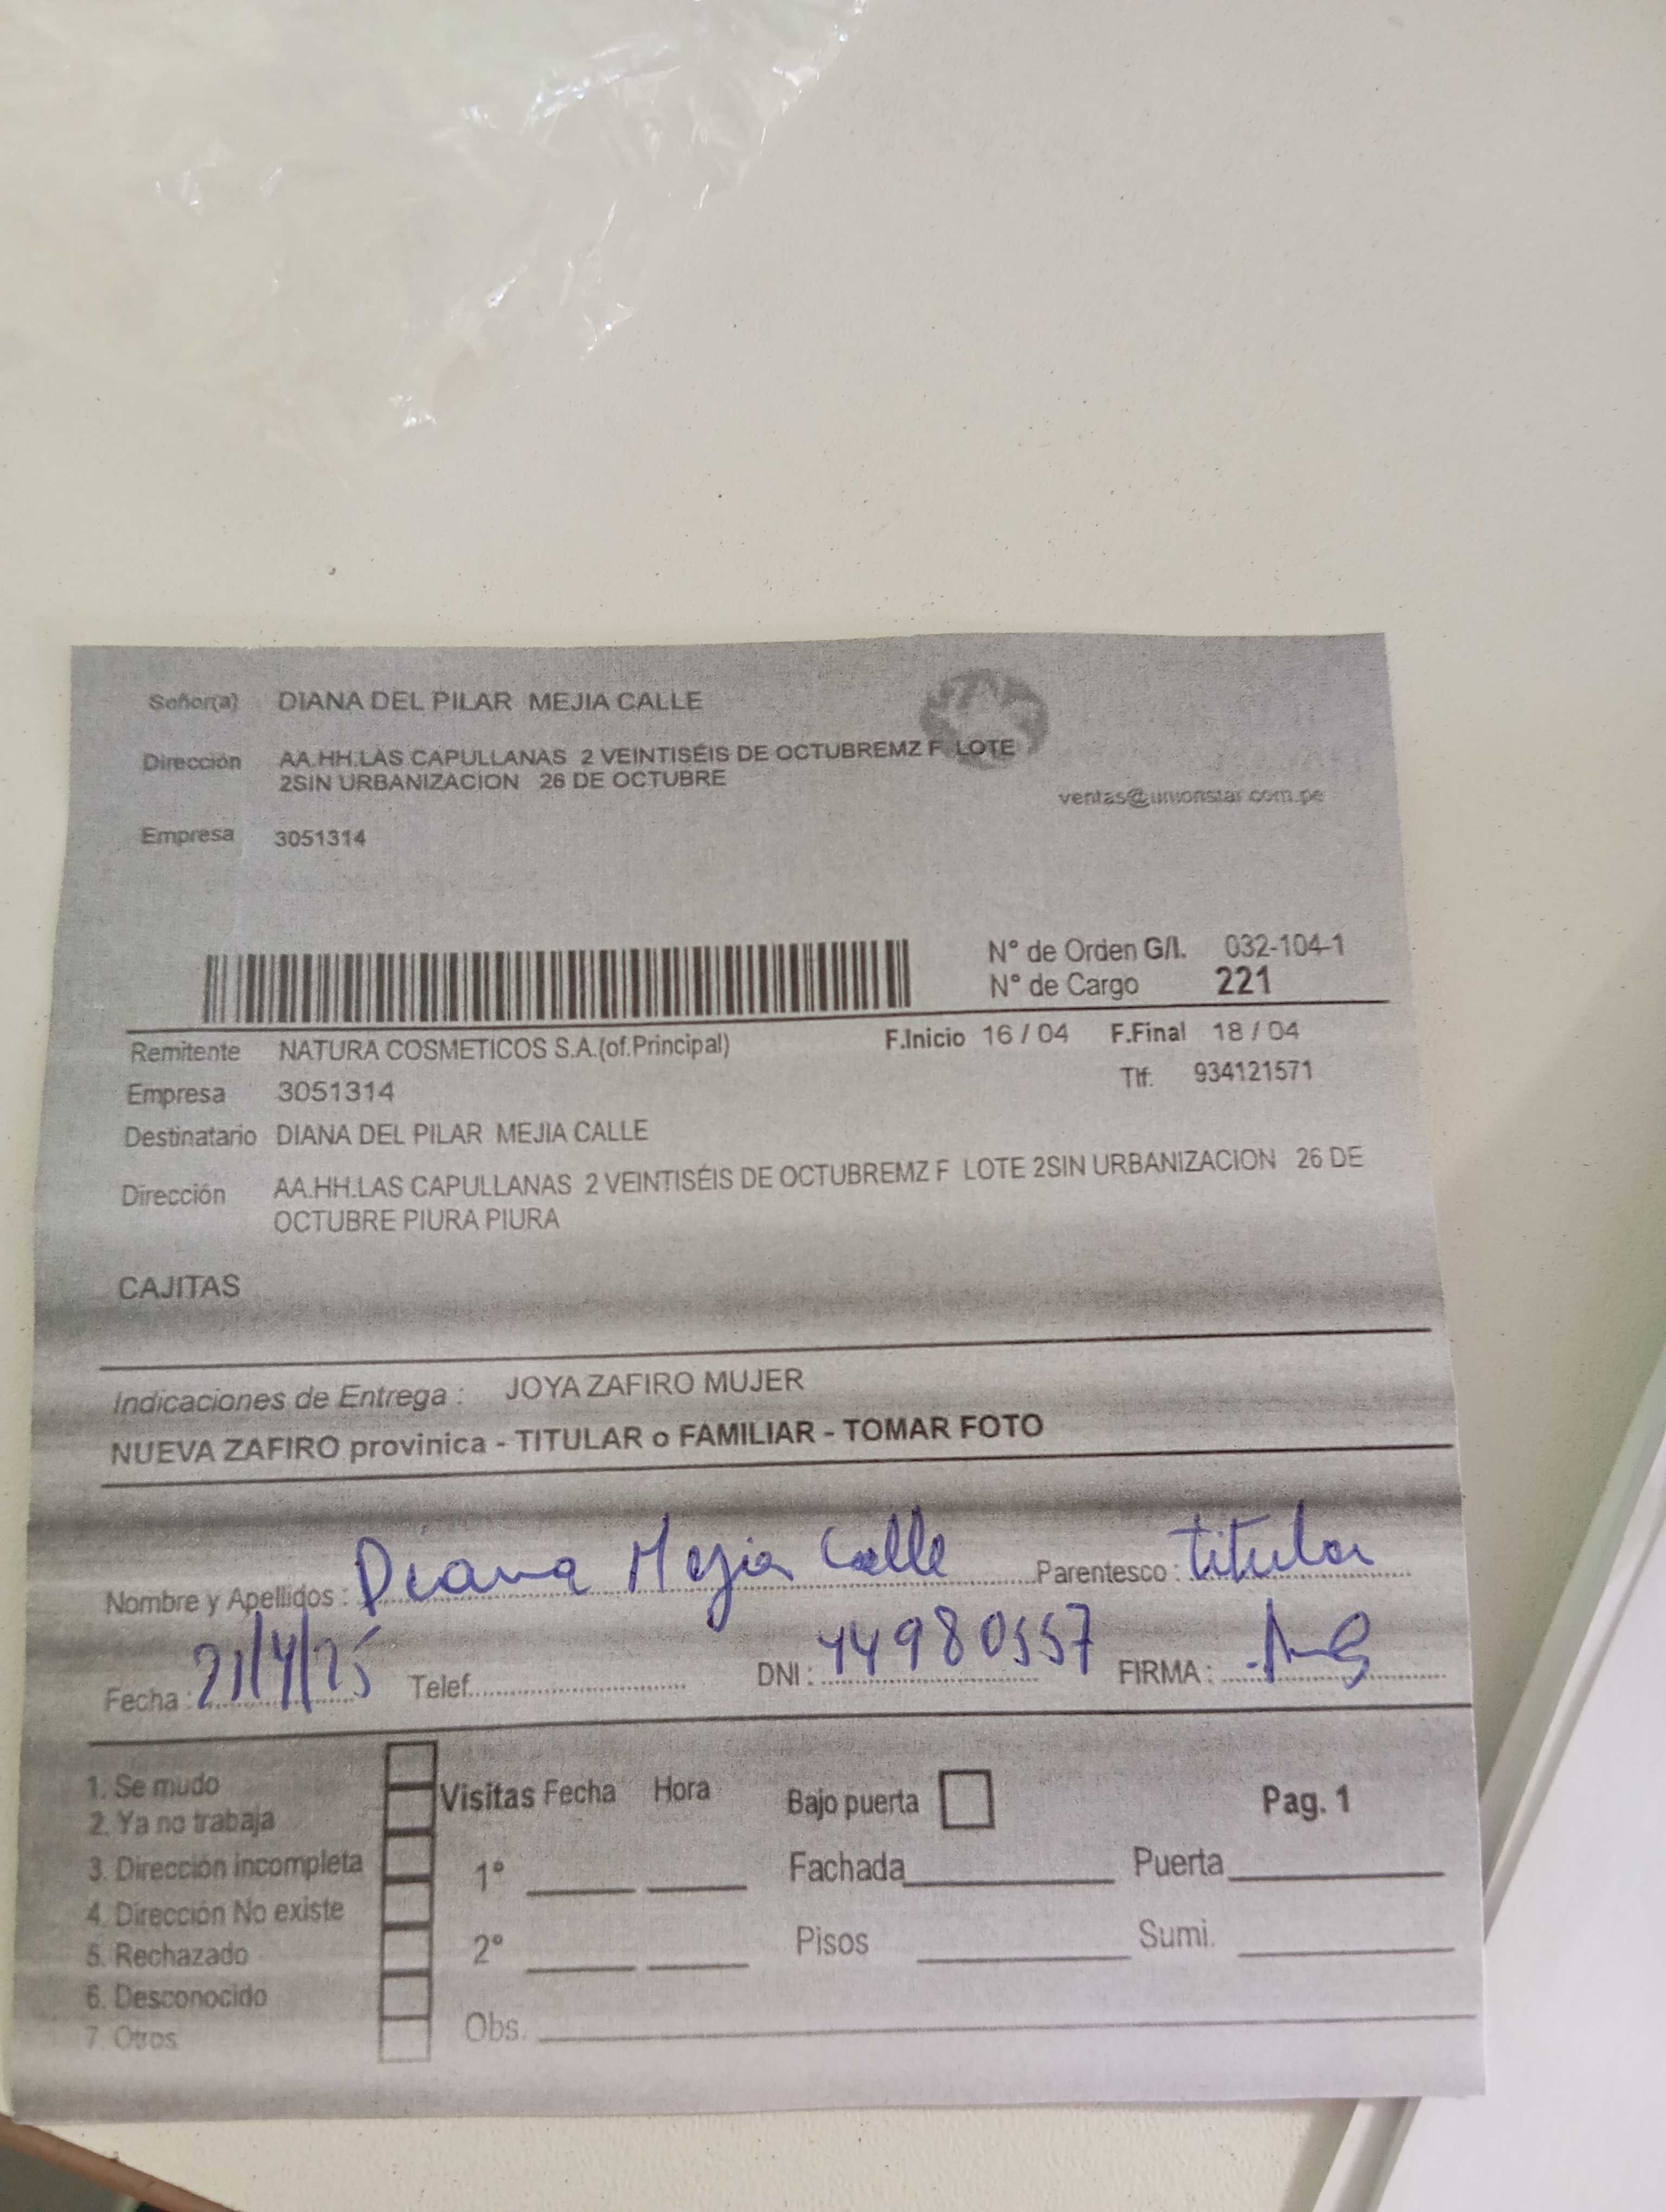 Señor(a) DIANA DEL PILAR MEJIA CALLE
Dirección AA.HH.LAS CAPULLANAS 2 VEINTISÉIS DE OCTUBREMZ F LOTE
2SIN URBANIZACION 26 DE OCTUBRE
ventas@unionstar.com.pe
Empresa 3051314
N° de Orden G/I. 032-104-1
N° de Cargo 221
Remitente NATURA COSMETICOS S.A.(of.Principal) F.Inicio 16 / 04 F.Final 18 / 04
Empresa 3051314 Tlf: 934121571
Destinatario DIANA DEL PILAR MEJIA CALLE
Dirección AA.HH.LAS CAPULLANAS 2 VEINTISÉIS DE OCTUBREMZ F LOTE 2SIN URBANIZACION 26 DE
OCTUBRE PIURA PIURA
CAJITAS
Indicaciones de Entrega : JOYA ZAFIRO MUJER
NUEVA ZAFIRO provinica - TITULAR o FAMILIAR - TOMAR FOTO
Nombre y Apellidos : Diana Mejia Calle Parentesco : titular
Fecha : 21/4/25 Telef. DNI : 44980557 FIRMA :
1. Se mudo
2. Ya no trabaja
3. Dirección incompleta
4. Dirección No existe
5. Rechazado
6. Desconocido
7. Otros
Visitas Fecha Hora Bajo puerta Pag. 1
1° Fachada Puerta
2° Pisos Sumi.
Obs.